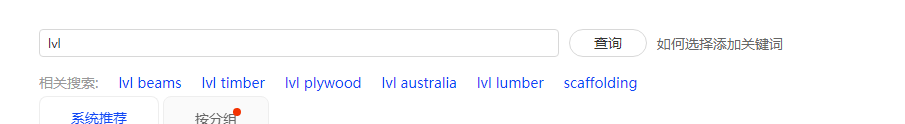 lvl 查询 如何选择添加关键词
相关搜索: lvl beams lvl timber lvl plywood lvl australia lvl lumber scaffolding
系统推荐 按分组